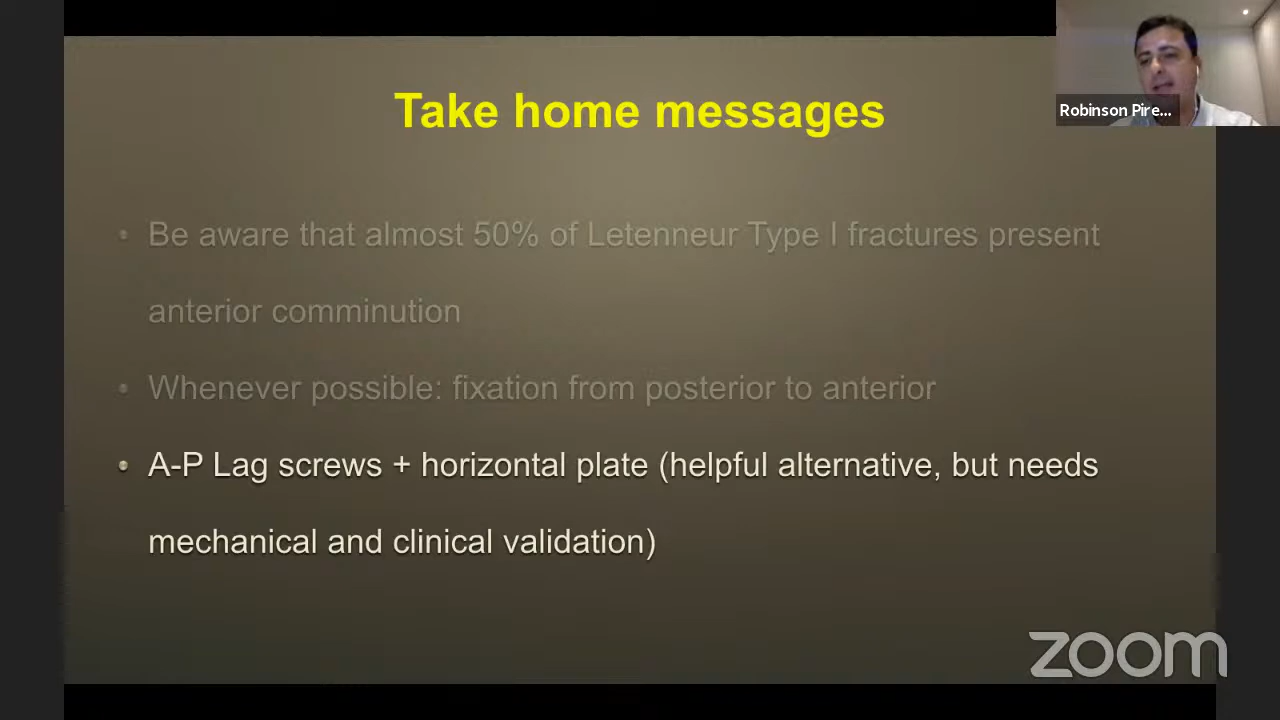 Take home messages
Robinson Pire...
• Be aware that almost 50% of Letenneur Type I fractures present
anterior comminution
• Whenever possible: fixation from posterior to anterior
• A-P Lag screws + horizontal plate (helpful alternative, but needs
mechanical and clinical validation)
zoom